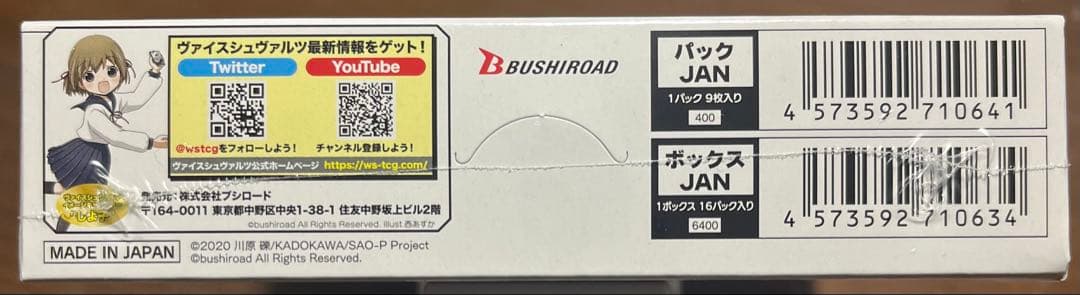 ヴァイスシュヴァルツ最新情報をゲット!
Twitter
YouTube
@wstcgをフォローしよう!
チャンネル登録しよう!
ヴァイスシュヴァルツ公式ホームページ https://ws-tcg.com/
発売元:株式会社ブシロード
〒164-0011 東京都中野区中央1-38-1 住友中野坂上ビル2階
©bushiroad All Rights Reserved. Illust.西あすか
MADE IN JAPAN
©2020 川原 礫/KADOKAWA/SAO-P Project
©bushiroad All Rights Reserved.
BUSHIROAD
パック
JAN
1パック 9枚入り
400
4 573592 710641
ボックス
JAN
1ボックス 16パック入り
6400
4 573592 710634